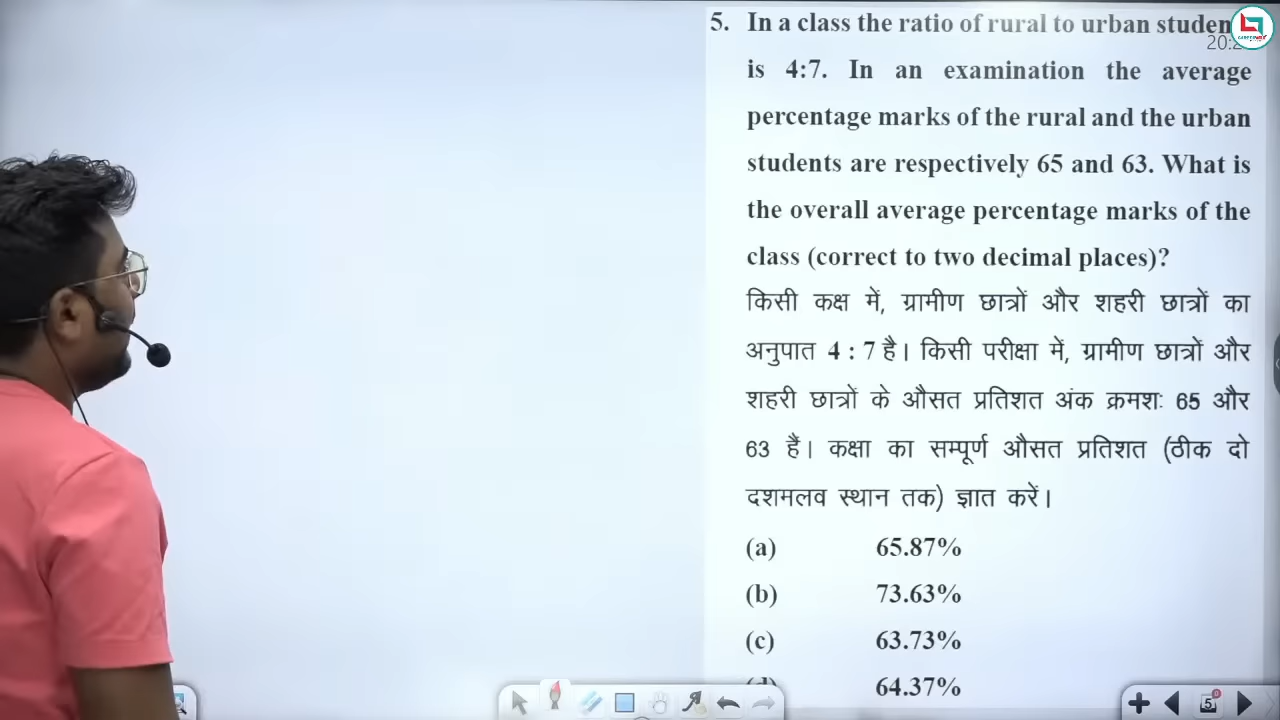 5. In a class the ratio of rural to urban
is 4:7. In an examination the average
percentage marks of the rural and the urban
students are respectively 65 and 63. What is
the overall average percentage marks of the
class (correct to two decimal places)?
किसी कक्ष में, ग्रामीण छात्रों और शहरी छात्रों का
अनुपात 4 : 7 है। किसी परीक्षा में, ग्रामीण छात्रों और
शहरी छात्रों के औसत प्रतिशत अंक क्रमशः 65 और
63 हैं। कक्षा का सम्पूर्ण औसत प्रतिशत (ठीक दो
दशमलव स्थान तक) ज्ञात करें।
(a) 65.87%
(b) 73.63%
(c) 63.73%
64.37%
5